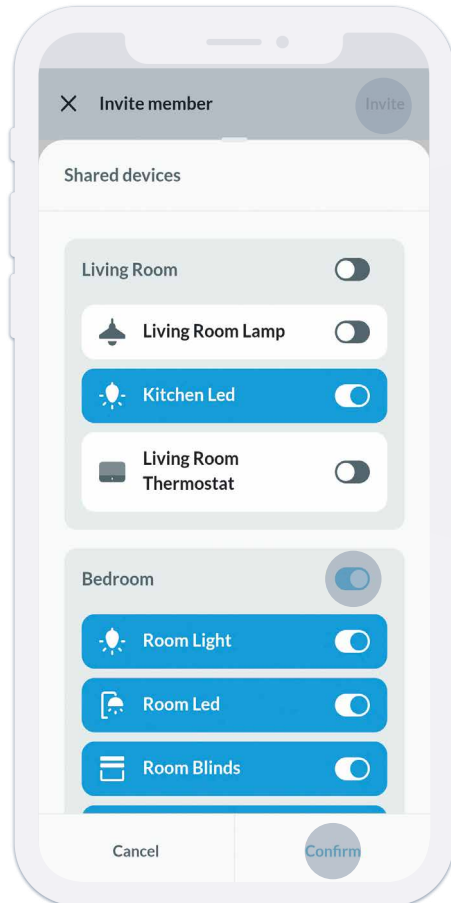 Invite member
Invite
Shared devices
Living Room
Living Room Lamp
Kitchen Led
Living Room
Thermostat
Bedroom
Room Light
Room Led
Room Blinds
Cancel
Confirm